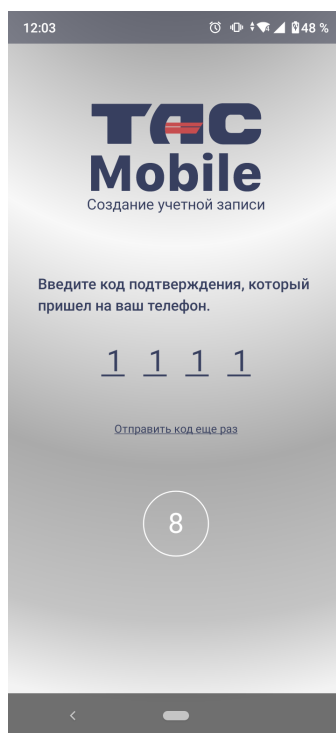 12:03
48 %
ТАС
Mobile
Создание учетной записи
Введите код подтверждения, который
пришел на ваш телефон.
1 1 1 1
Отправить код еще раз
8